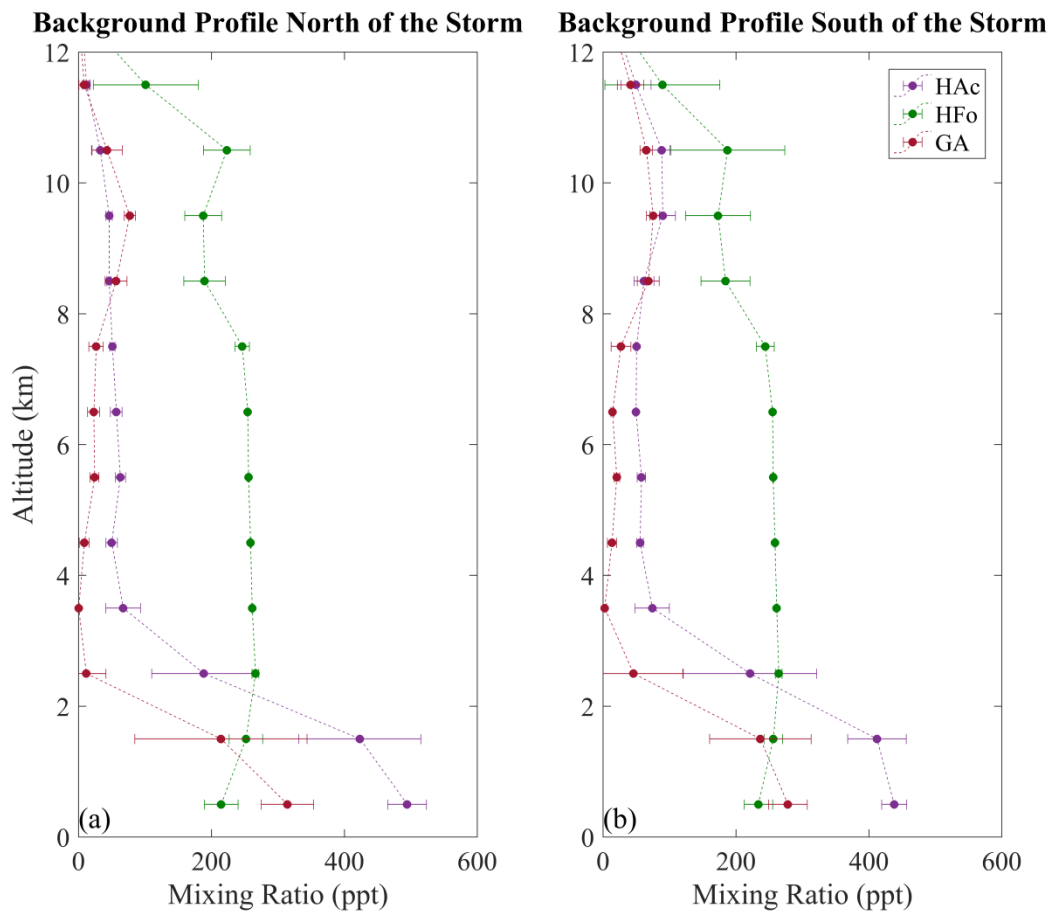 Background Profile North of the Storm
Background Profile South of the Storm
12
10
8
6
4
2
0
Altitude (km)
(a)
0
200
400
600
Mixing Ratio (ppt)
12
10
8
6
4
2
0
HAc
HFo
GA
(b)
0
200
400
600
Mixing Ratio (ppt)